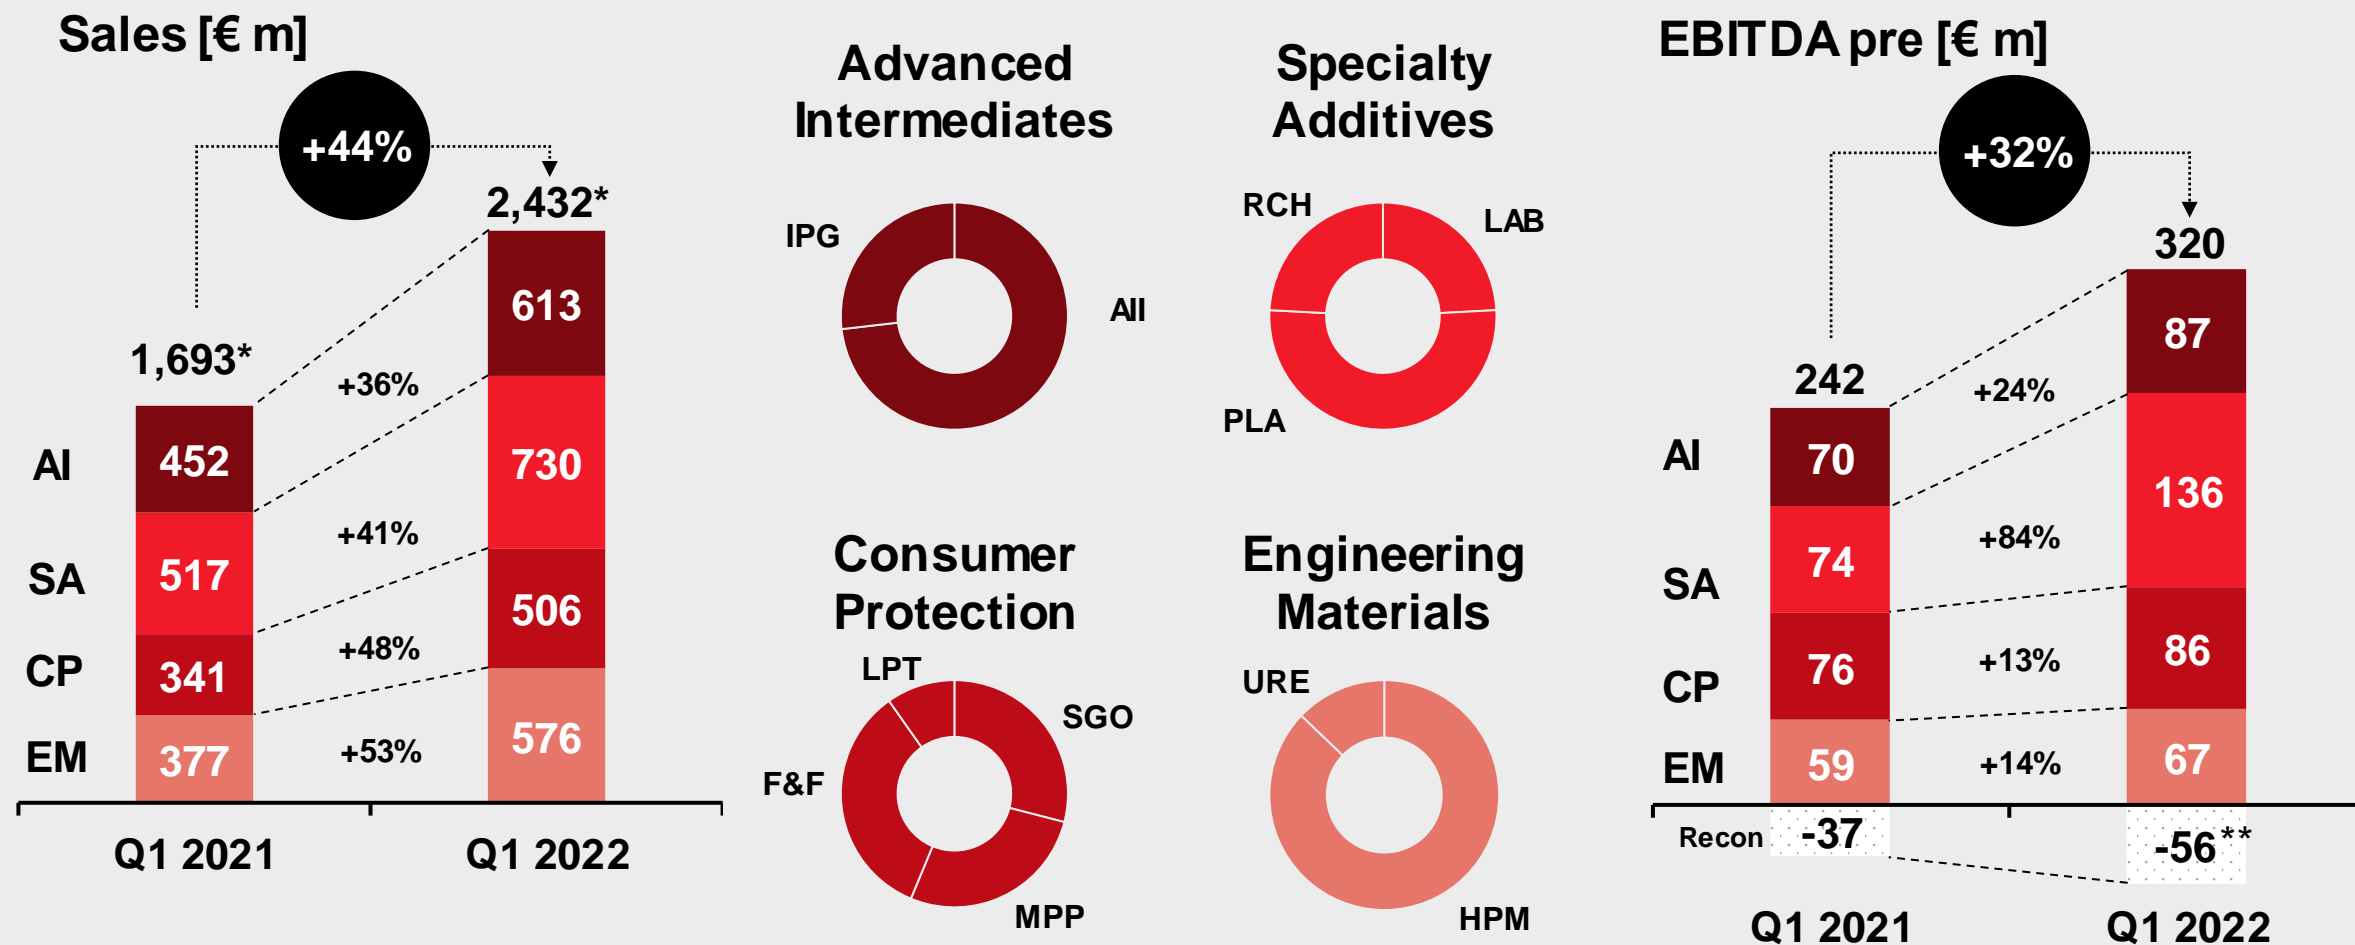 Sales [€ m]
+44%
2,432*
1,693*
613
452
+36%
AI
730
517
+41%
SA
506
341
+48%
CP
576
377
+53%
EM
Q1 2021
Q1 2022
Advanced
Intermediates
IPG
AII
Specialty
Additives
RCH
LAB
PLA
Consumer
Protection
LPT
SGO
F&F
MPP
Engineering
Materials
URE
HPM
EBITDA pre [€ m]
+32%
320
242
87
70
+24%
AI
136
74
+84%
SA
86
76
+13%
CP
67
59
+14%
EM
Recon
-37
-56**
Q1 2021
Q1 2022